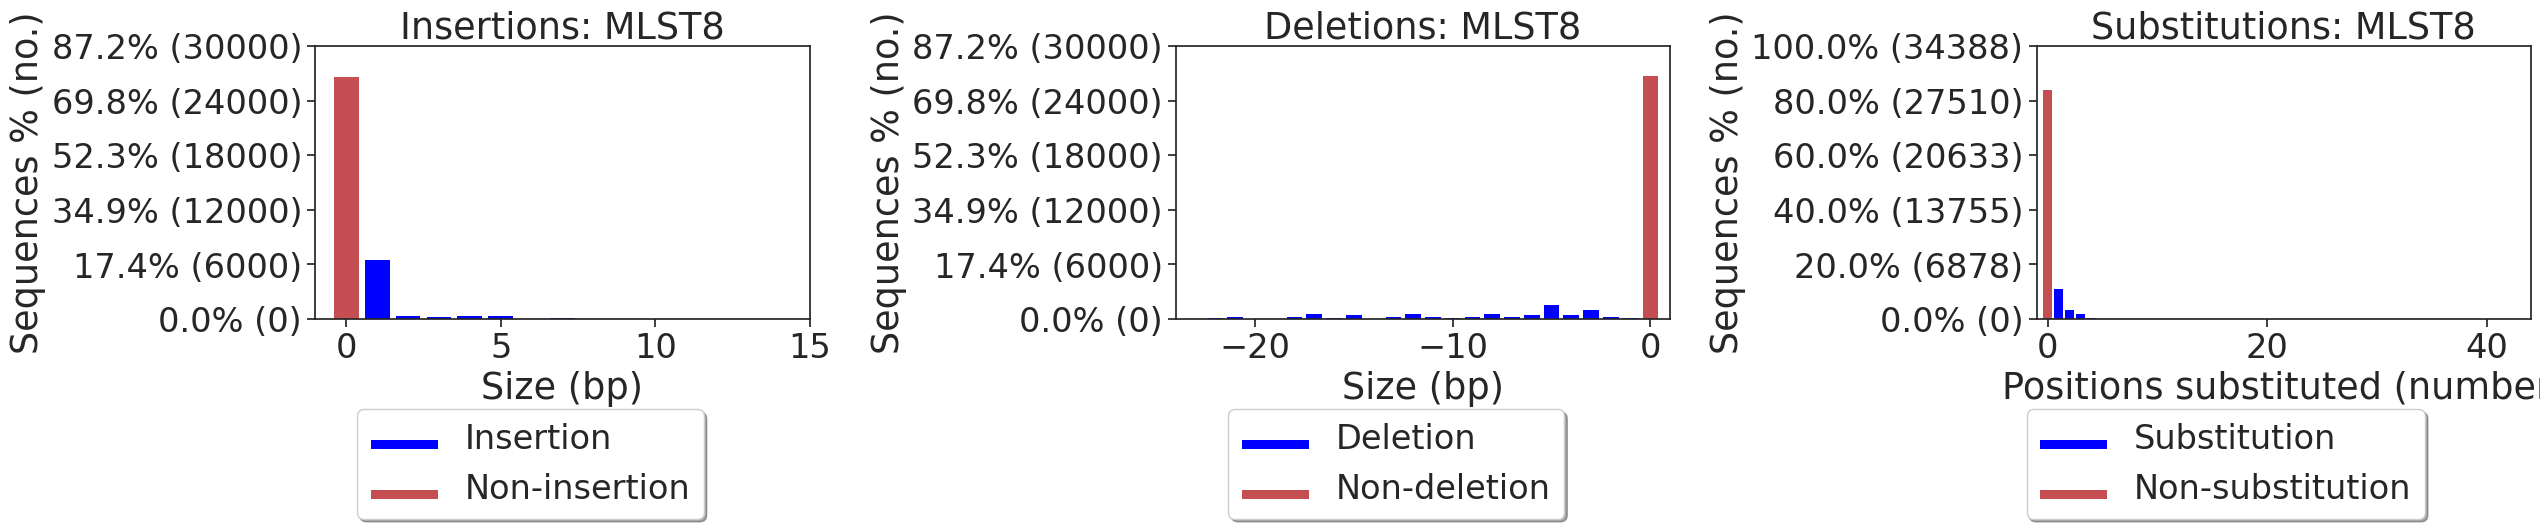 Insertions: MLST8
Sequences % (no.)
87.2% (30000)
69.8% (24000)
52.3% (18000)
34.9% (12000)
17.4% (6000)
0.0% (0)
0 5 10 15
Size (bp)
Insertion
Non-insertion
Deletions: MLST8
Sequences % (no.)
87.2% (30000)
69.8% (24000)
52.3% (18000)
34.9% (12000)
17.4% (6000)
0.0% (0)
−20 −10 0
Size (bp)
Deletion
Non-deletion
Substitutions: MLST8
Sequences % (no.)
100.0% (34388)
80.0% (27510)
60.0% (20633)
40.0% (13755)
20.0% (6878)
0.0% (0)
0 20 40
Positions substituted (number
Substitution
Non-substitution